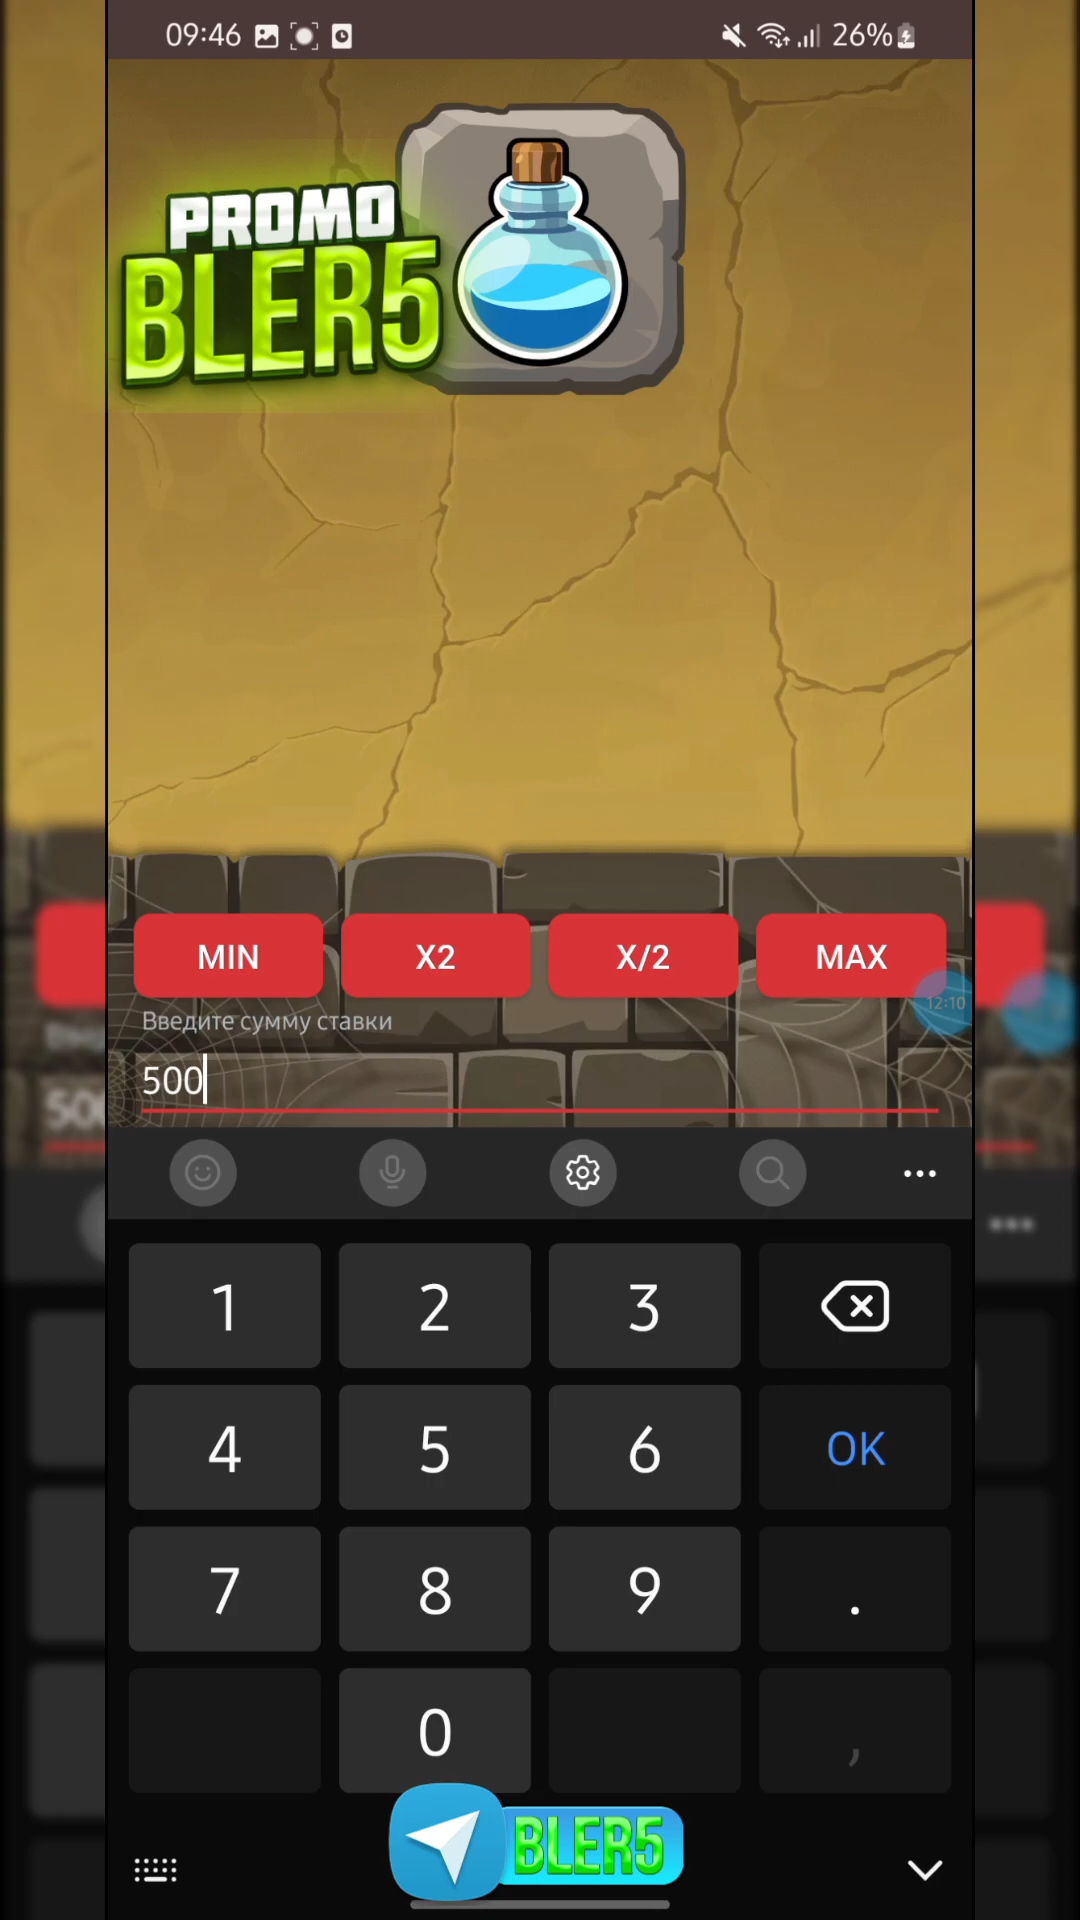 09:46
26%
PROMO
BLER5
MIN X2 X/2 MAX
12:10
Введите сумму ставки
500
1 2 3
4 5 6 OK
7 8 9 .
0 ,
BLER5